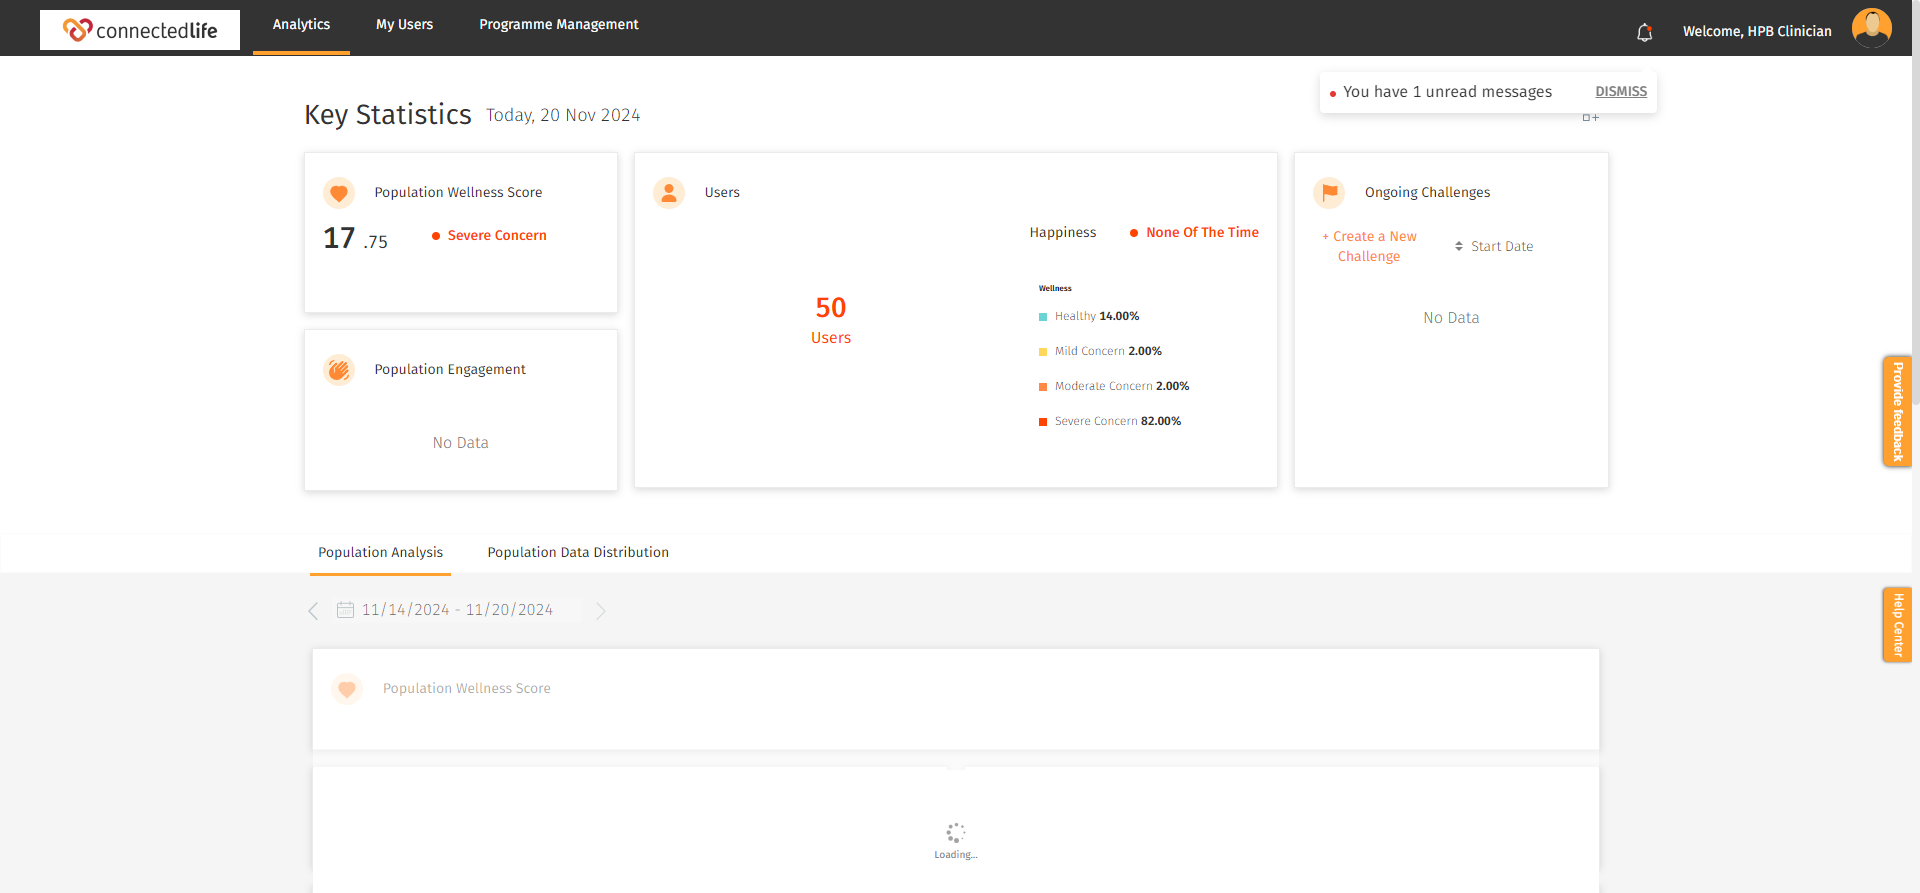 connectedlife
Analytics
My Users
Programme Management
Welcome, HPB Clinician
You have 1 unread messages
DISMISS
Key Statistics
Today, 20 Nov 2024
Population Wellness Score
17 .75
Severe Concern
Population Engagement
No Data
Users
50
Users
Happiness
None Of The Time
Wellness
Healthy 14.00%
Mild Concern 2.00%
Moderate Concern 2.00%
Severe Concern 82.00%
Ongoing Challenges
+ Create a New
Challenge
Start Date
No Data
Provide feedback
Population Analysis
Population Data Distribution
11/14/2024 - 11/20/2024
Help Center
Population Wellness Score
Loading...